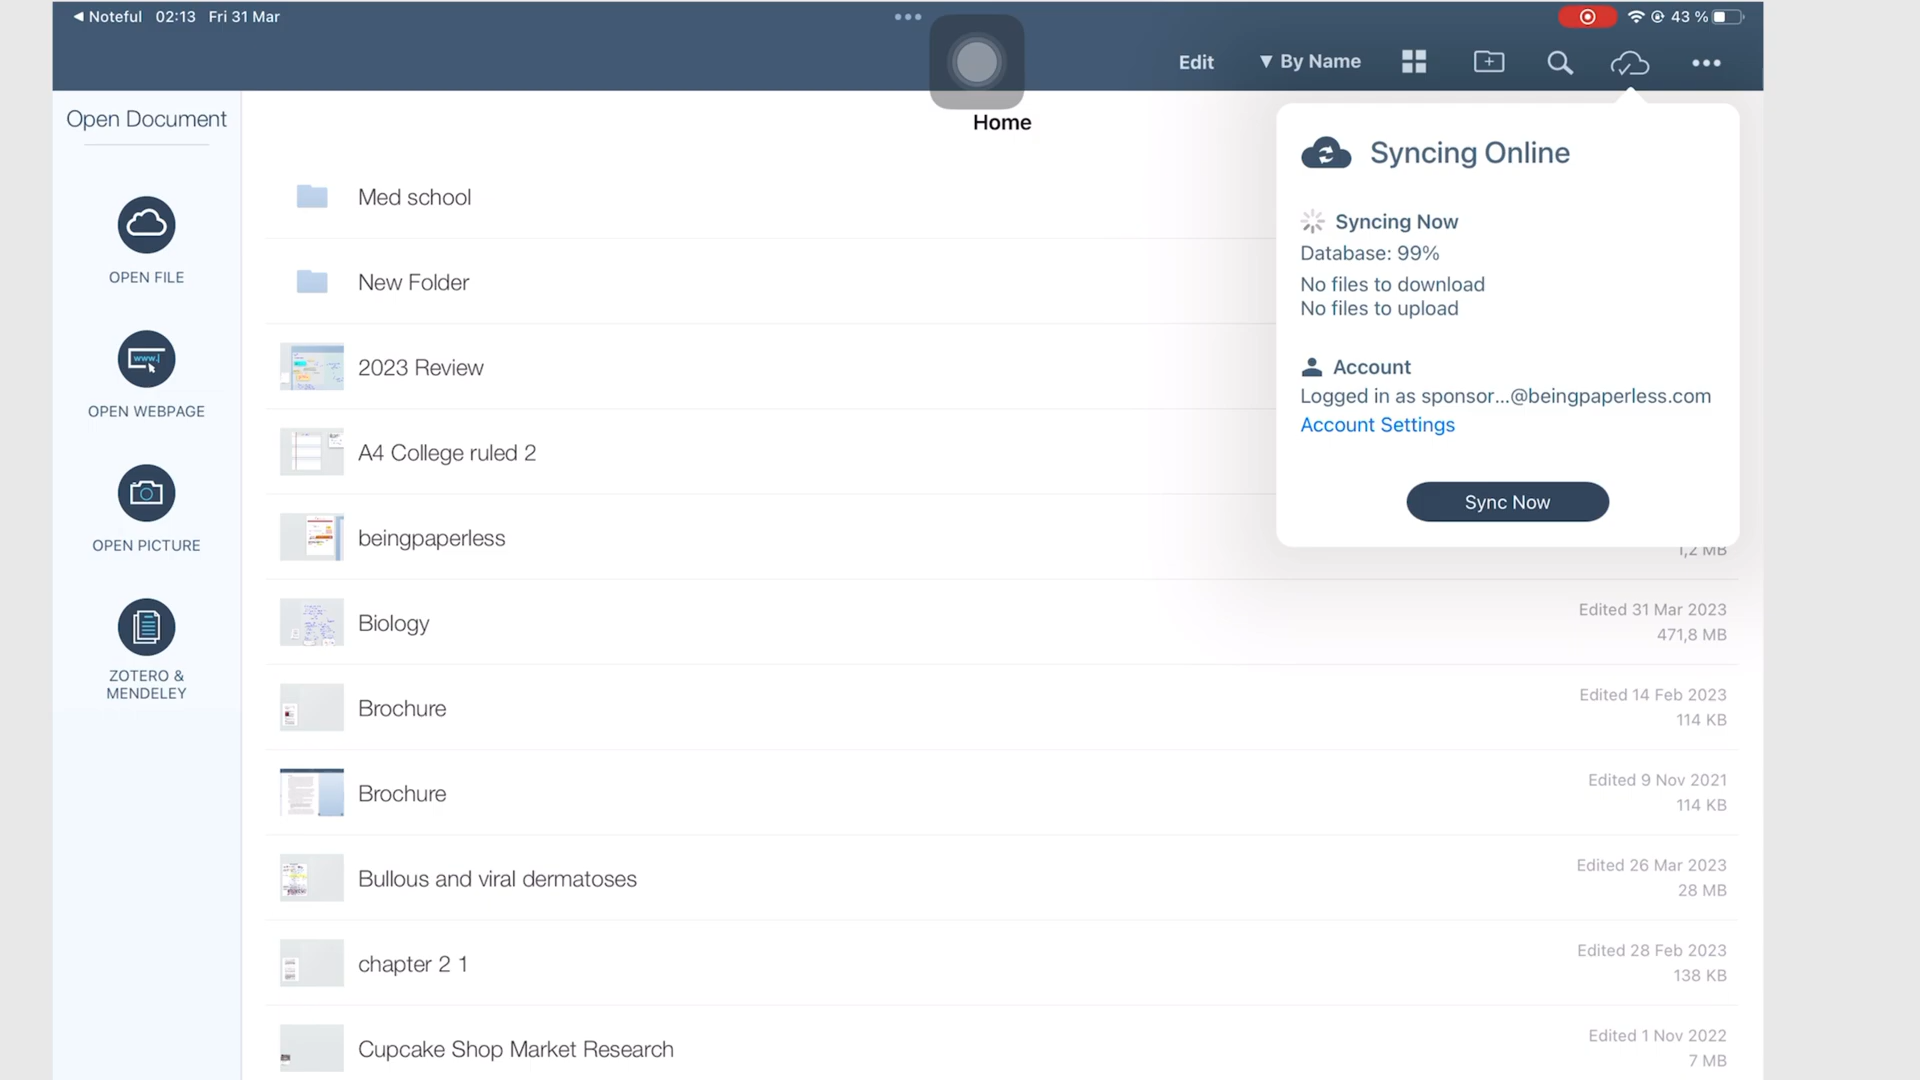 ◀ Noteful 02:13 Fri 31 Mar
43 %
Edit ▼ By Name
Open Document
Home
OPEN FILE
www.
OPEN WEBPAGE
OPEN PICTURE
ZOTERO &
MENDELEY
Med school
New Folder
2023 Review
A4 College ruled 2
beingpaperless
1,2 MB
Biology
Edited 31 Mar 2023
471,8 MB
Brochure
Edited 14 Feb 2023
114 KB
Brochure
Edited 9 Nov 2021
114 KB
Bullous and viral dermatoses
Edited 26 Mar 2023
28 MB
chapter 2 1
Edited 28 Feb 2023
138 KB
Cupcake Shop Market Research
Edited 1 Nov 2022
7 MB
Syncing Online
Syncing Now
Database: 99%
No files to download
No files to upload
Account
Logged in as sponsor...@beingpaperless.com
Account Settings
Sync Now